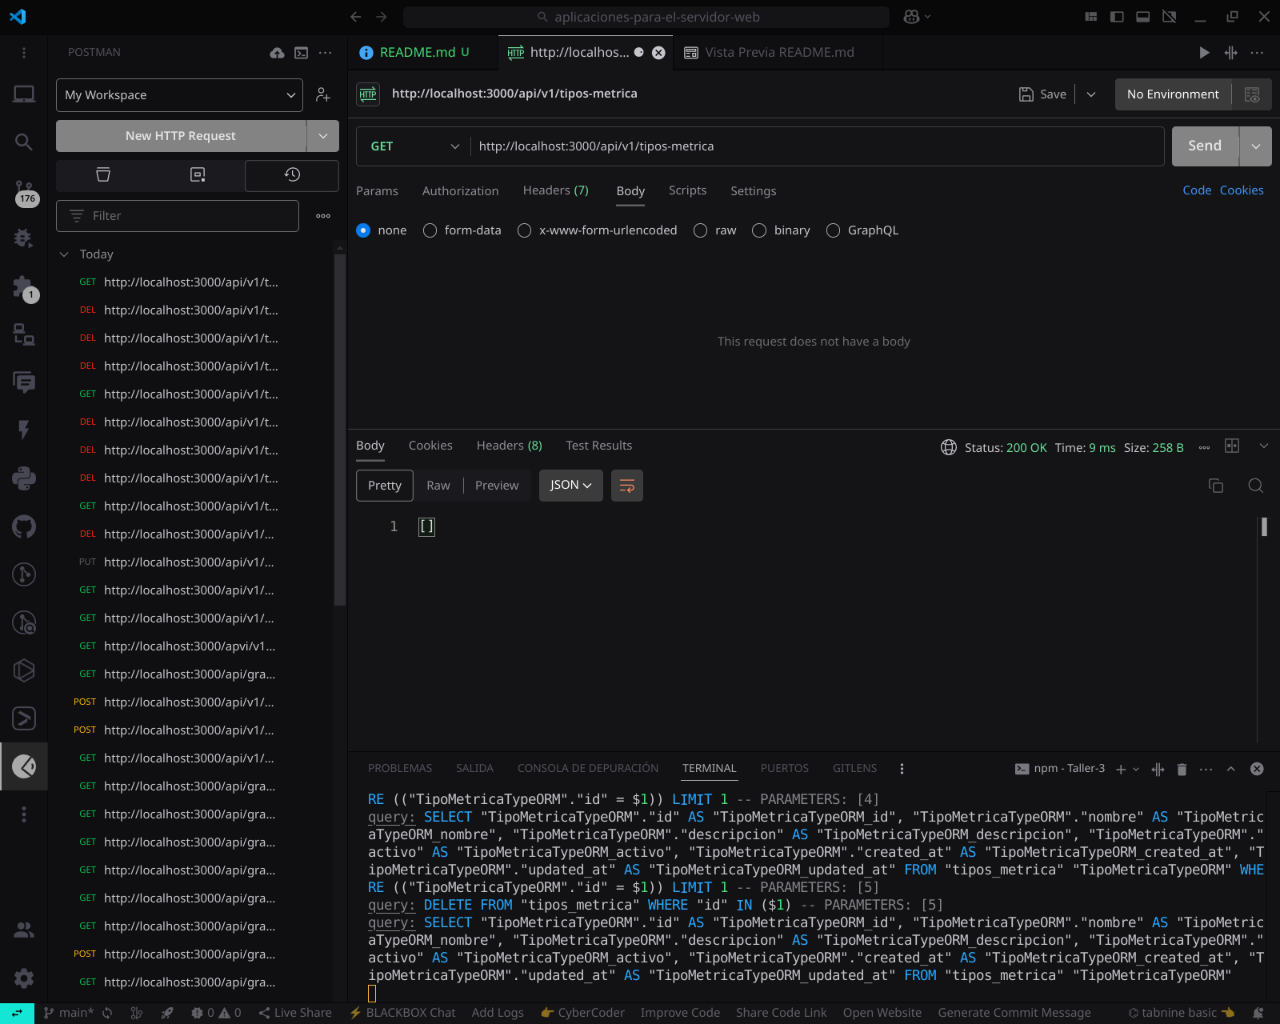 aplicaciones-para-el-servidor-web
POSTMAN
README.md U
http://localhos...
Vista Previa README.md
My Workspace
New HTTP Request
Filter
Today
GET http://localhost:3000/api/v1/t...
DEL http://localhost:3000/api/v1/t...
DEL http://localhost:3000/api/v1/t...
DEL http://localhost:3000/api/v1/t...
GET http://localhost:3000/api/v1/t...
DEL http://localhost:3000/api/v1/t...
DEL http://localhost:3000/api/v1/t...
DEL http://localhost:3000/api/v1/t...
GET http://localhost:3000/api/v1/t...
DEL http://localhost:3000/api/v1/...
PUT http://localhost:3000/api/v1/...
GET http://localhost:3000/api/v1/...
GET http://localhost:3000/api/v1/...
GET http://localhost:3000/apvi/v1...
GET http://localhost:3000/api/gra...
POST http://localhost:3000/api/v1/...
POST http://localhost:3000/api/v1/...
GET http://localhost:3000/api/v1/...
GET http://localhost:3000/api/gra...
GET http://localhost:3000/api/gra...
GET http://localhost:3000/api/gra...
GET http://localhost:3000/api/gra...
GET http://localhost:3000/api/gra...
GET http://localhost:3000/api/gra...
POST http://localhost:3000/api/gra...
GET http://localhost:3000/api/gra...
176
1
HTTP http://localhost:3000/api/v1/tipos-metrica
Save
No Environment
GET http://localhost:3000/api/v1/tipos-metrica
Send
Params Authorization Headers (7) Body Scripts Settings
Code Cookies
none form-data x-www-form-urlencoded raw binary GraphQL
This request does not have a body
Body Cookies Headers (8) Test Results
Status: 200 OK Time: 9 ms Size: 258 B
Pretty Raw Preview JSON
1 []
PROBLEMAS SALIDA CONSOLA DE DEPURACIÓN TERMINAL PUERTOS GITLENS
npm - Taller-3
RE (("TipoMetricaTypeORM"."id" = $1)) LIMIT 1 -- PARAMETERS: [4]
query: SELECT "TipoMetricaTypeORM"."id" AS "TipoMetricaTypeORM_id", "TipoMetricaTypeORM"."nombre" AS "TipoMetric
aTypeORM_nombre", "TipoMetricaTypeORM"."descripcion" AS "TipoMetricaTypeORM_descripcion", "TipoMetricaTypeORM"."
activo" AS "TipoMetricaTypeORM_activo", "TipoMetricaTypeORM"."created_at" AS "TipoMetricaTypeORM_created_at", "T
ipoMetricaTypeORM"."updated_at" AS "TipoMetricaTypeORM_updated_at" FROM "tipos_metrica" "TipoMetricaTypeORM" WHE
RE (("TipoMetricaTypeORM"."id" = $1)) LIMIT 1 -- PARAMETERS: [5]
query: DELETE FROM "tipos_metrica" WHERE "id" IN ($1) -- PARAMETERS: [5]
query: SELECT "TipoMetricaTypeORM"."id" AS "TipoMetricaTypeORM_id", "TipoMetricaTypeORM"."nombre" AS "TipoMetric
aTypeORM_nombre", "TipoMetricaTypeORM"."descripcion" AS "TipoMetricaTypeORM_descripcion", "TipoMetricaTypeORM"."
activo" AS "TipoMetricaTypeORM_activo", "TipoMetricaTypeORM"."created_at" AS "TipoMetricaTypeORM_created_at", "T
ipoMetricaTypeORM"."updated_at" AS "TipoMetricaTypeORM_updated_at" FROM "tipos_metrica" "TipoMetricaTypeORM"
main* 0 0 Live Share BLACKBOX Chat Add Logs CyberCoder Improve Code Share Code Link Open Website Generate Commit Message tabnine basic